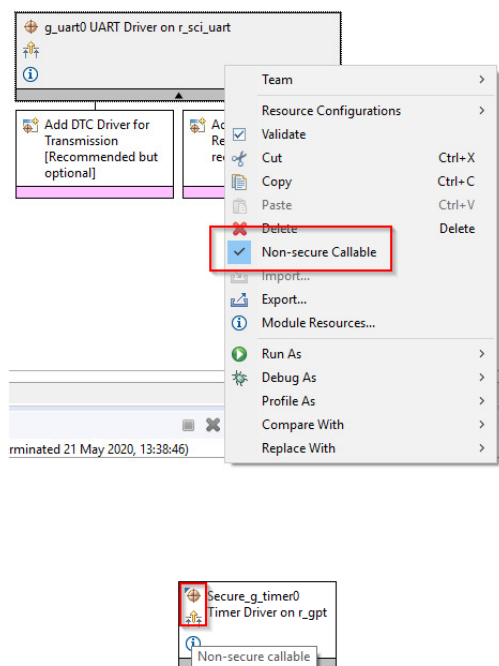 g_uart0 UART Driver on r_sci_uart
Add DTC Driver for
Transmission
[Recommended but
optional]
Team
Resource Configurations
Validate
Cut Ctrl+X
Copy Ctrl+C
Paste Ctrl+V
Delete Delete
Non-secure Callable
Import...
Export...
Module Resources...
Run As
Debug As
Profile As
Compare With
Replace With
rminated 21 May 2020, 13:38:46)
Secure_g_timer0
Timer Driver on r_gpt
Non-secure callable